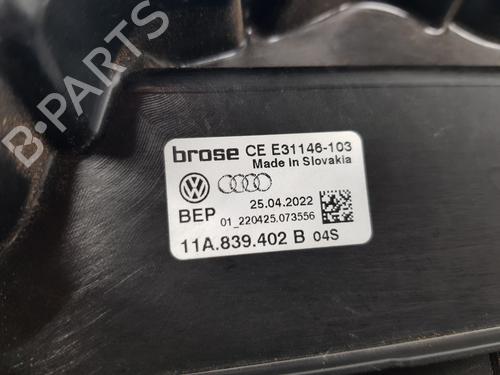 B-PARTS
brose CE E31146-103
Made in Slovakia
BEP 25.04.2022
01_220425.073556
11A.839.402 B 04S